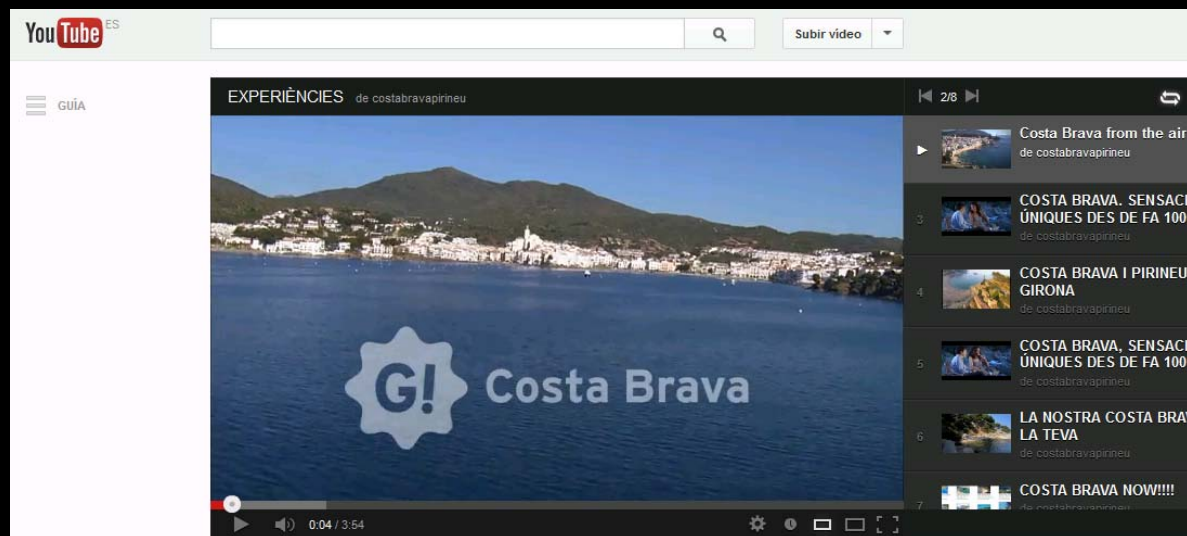 YouTube ES
Subir vídeo
GUÍA
EXPERIÈNCIES de costabravapirineu
2/8
G! Costa Brava
0:04 / 3:54
Costa Brava from the air
de costabravapirineu
3
COSTA BRAVA. SENSACI
ÚNIQUES DES DE FA 100
de costabravapirineu
4
COSTA BRAVA I PIRINEU
GIRONA
de costabravapirineu
5
COSTA BRAVA, SENSACI
ÚNIQUES DES DE FA 100
de costabravapirineu
6
LA NOSTRA COSTA BRAV
LA TEVA
de costabravapirineu
7
COSTA BRAVA NOW!!!!
de costabravapirineu